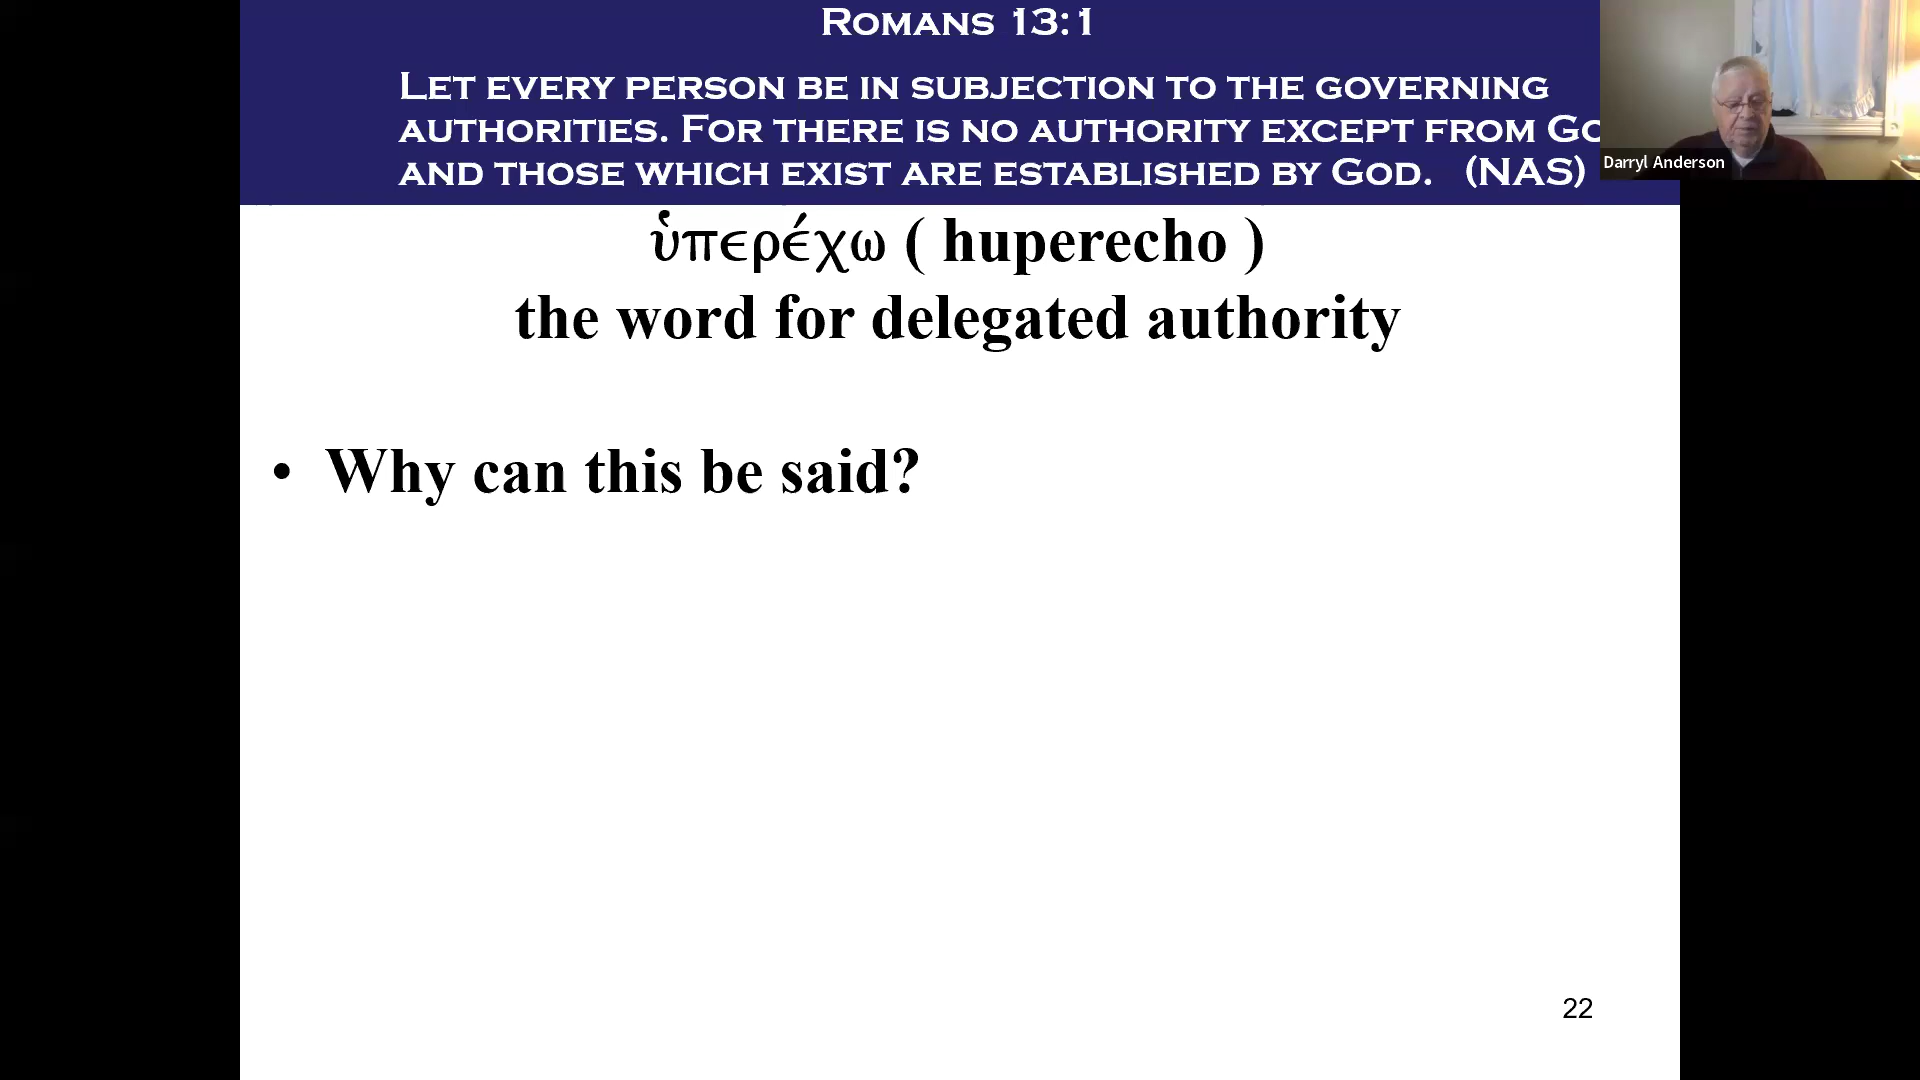 Romans 13:1
Let every person be in subjection to the governing
authorities. For there is no authority except from
and those which exist are established by God. (NAS)
Darryl Anderson
ὑπερέχω ( huperecho )
the word for delegated authority
• Why can this be said?
22